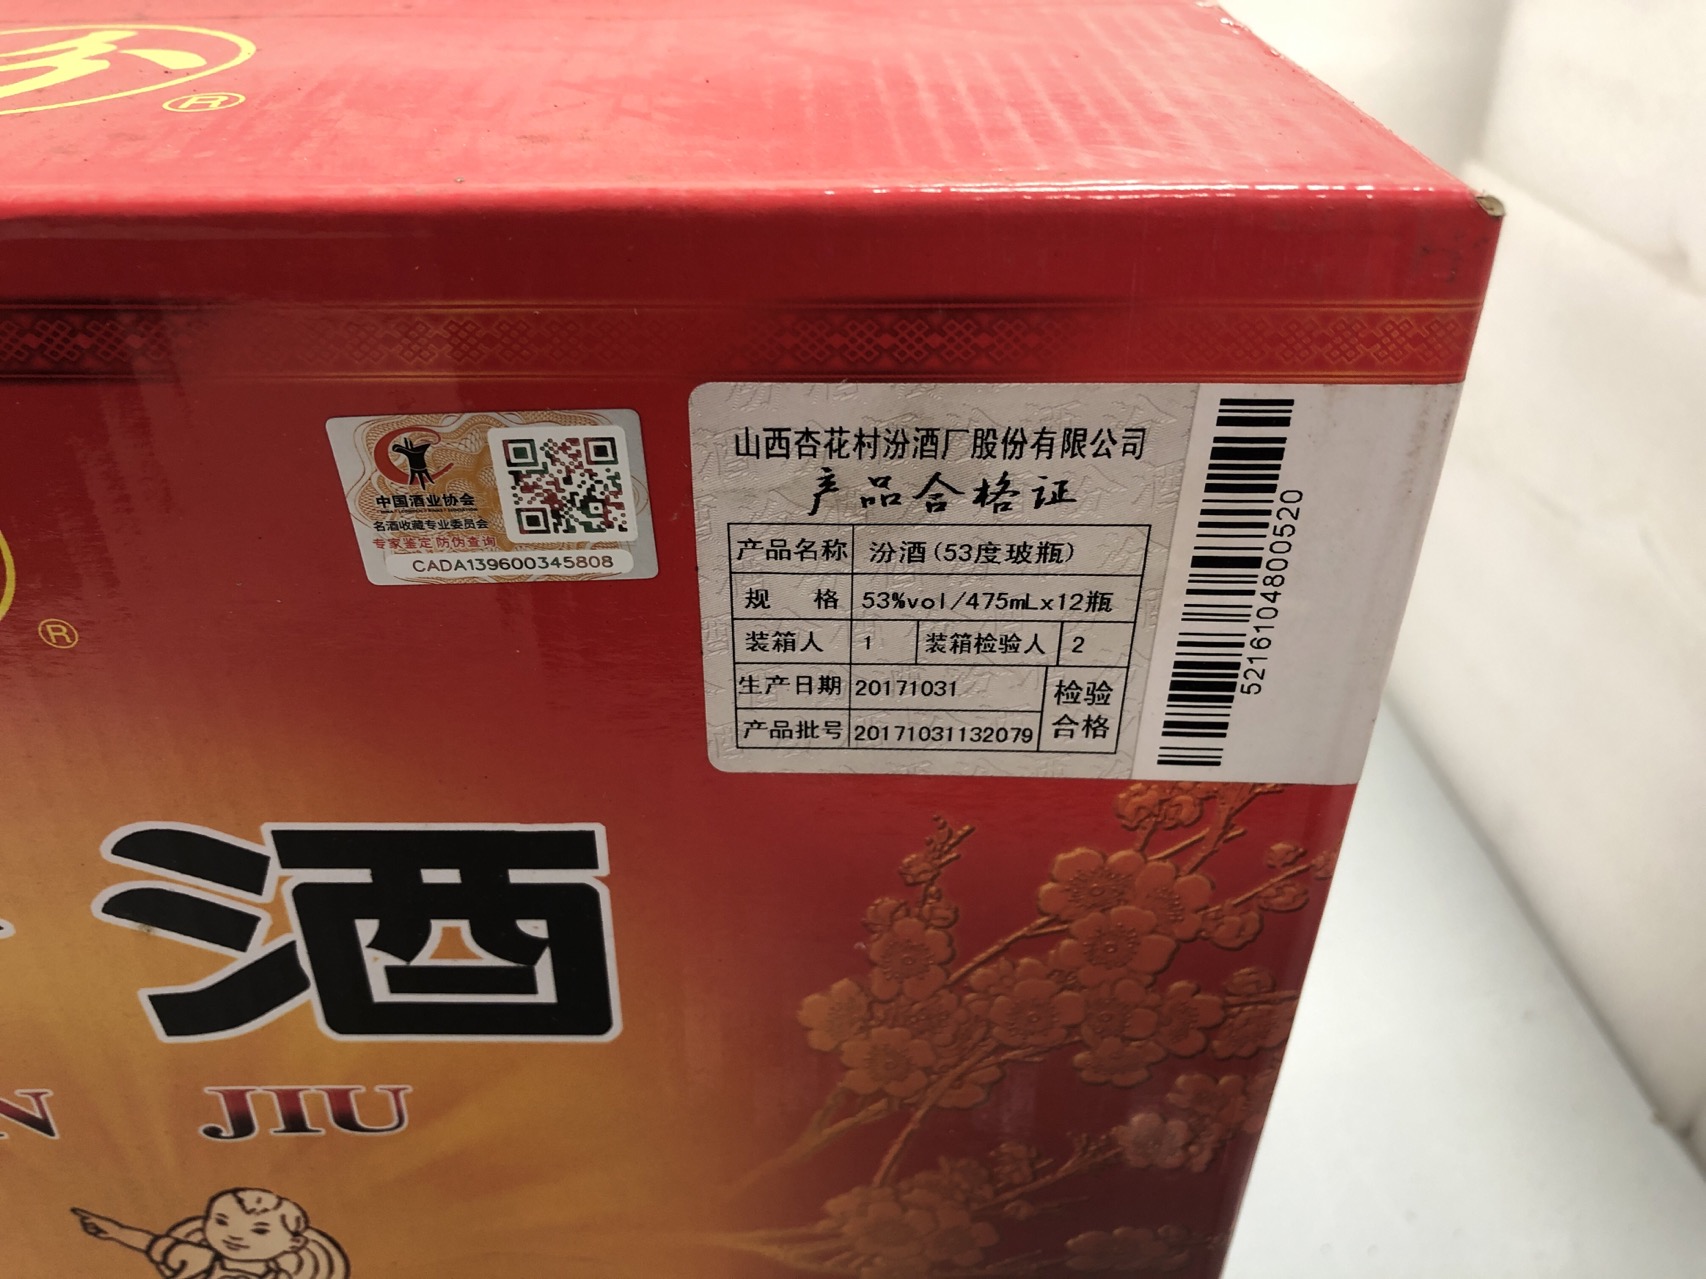 汾
®
®
中国酒业协会
名酒收藏专业委员会
专家鉴定 防伪查询
CADA139600345808
山西杏花村汾酒厂股份有限公司
产品合格证
产品名称 汾酒(53度玻瓶)
规 格 53%vol/475mLx12瓶
装箱人 1 装箱检验人 2
生产日期 20171031 检验
产品批号 20171031132079 合格
5216104800520
酒
N JIU